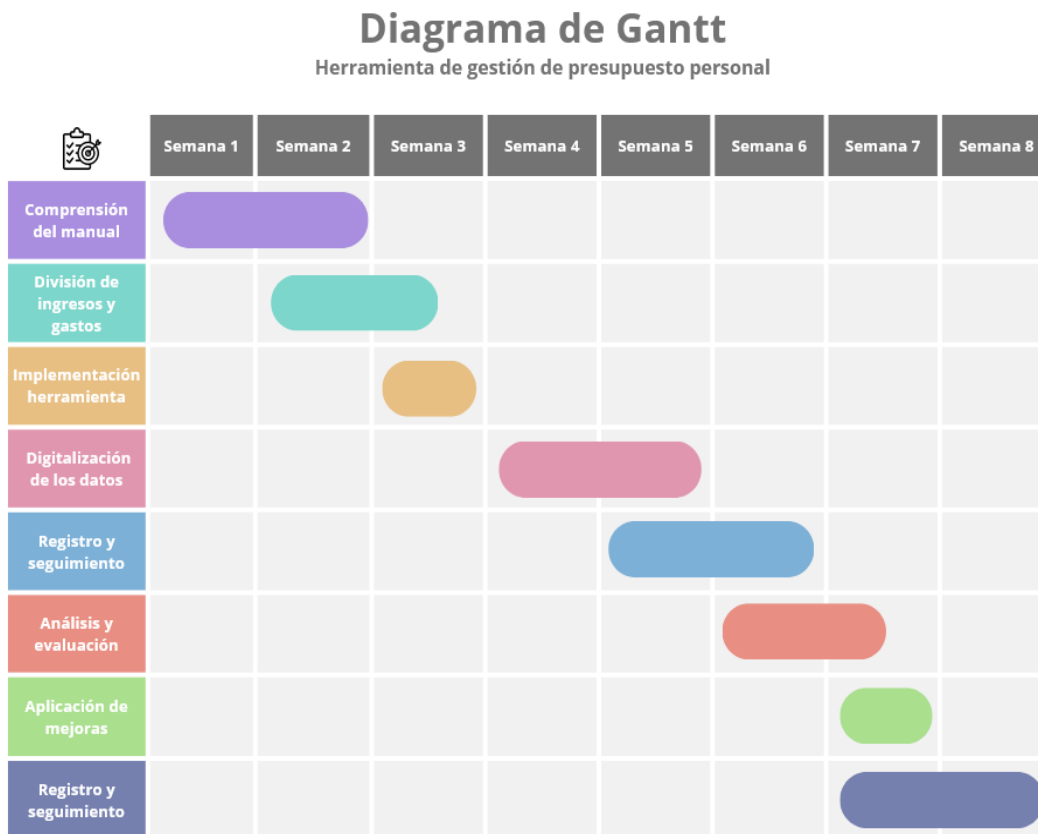 Diagrama de Gantt
Herramienta de gestión de presupuesto personal
Semana 1
Semana 2
Semana 3
Semana 4
Semana 5
Semana 6
Semana 7
Semana 8
Comprensión
del manual
División de
ingresos y
gastos
Implementación
herramienta
Digitalización
de los datos
Registro y
seguimiento
Análisis y
evaluación
Aplicación de
mejoras
Registro y
seguimiento